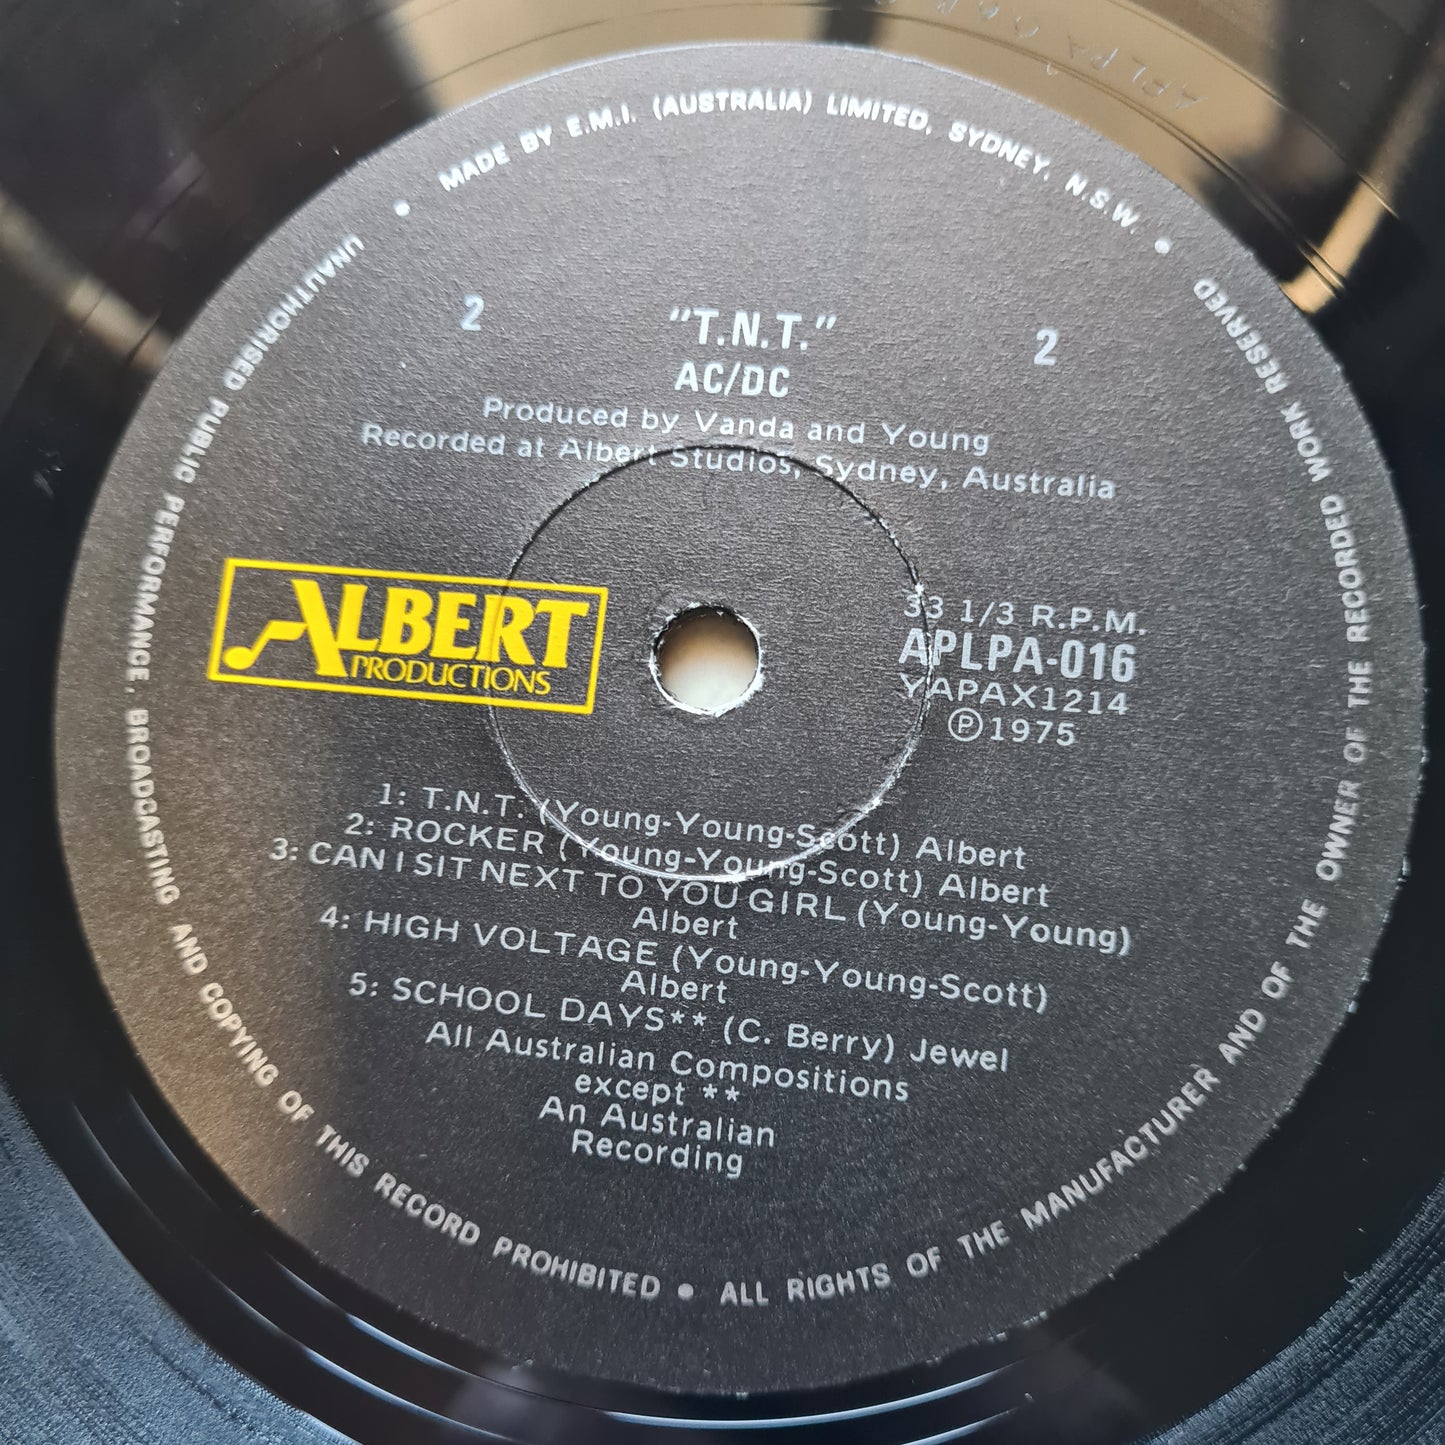 MADE BY E.M.I. (AUSTRALIA) LIMITED, SYDNEY, N.S.W. •
UNAUTHORISED PUBLIC PERFORMANCE, BROADCASTING AND COPYING OF THIS RECORD PROHIBITED • ALL RIGHTS OF THE MANUFACTURER AND OF THE OWNER OF THE RECORDED WORK RESERVED
2
"T.N.T."
2
AC/DC
Produced by Vanda and Young
Recorded at Albert Studios, Sydney, Australia
ALBERT
PRODUCTIONS
33 1/3 R.P.M.
APLPA-016
YAPAX1214
Ⓟ1975
1: T.N.T. (Young-Young-Scott) Albert
2: ROCKER (Young-Young-Scott) Albert
3: CAN I SIT NEXT TO YOU GIRL (Young-Young)
Albert
4: HIGH VOLTAGE (Young-Young-Scott)
Albert
5: SCHOOL DAYS** (C. Berry) Jewel
All Australian Compositions
except **
An Australian
Recording